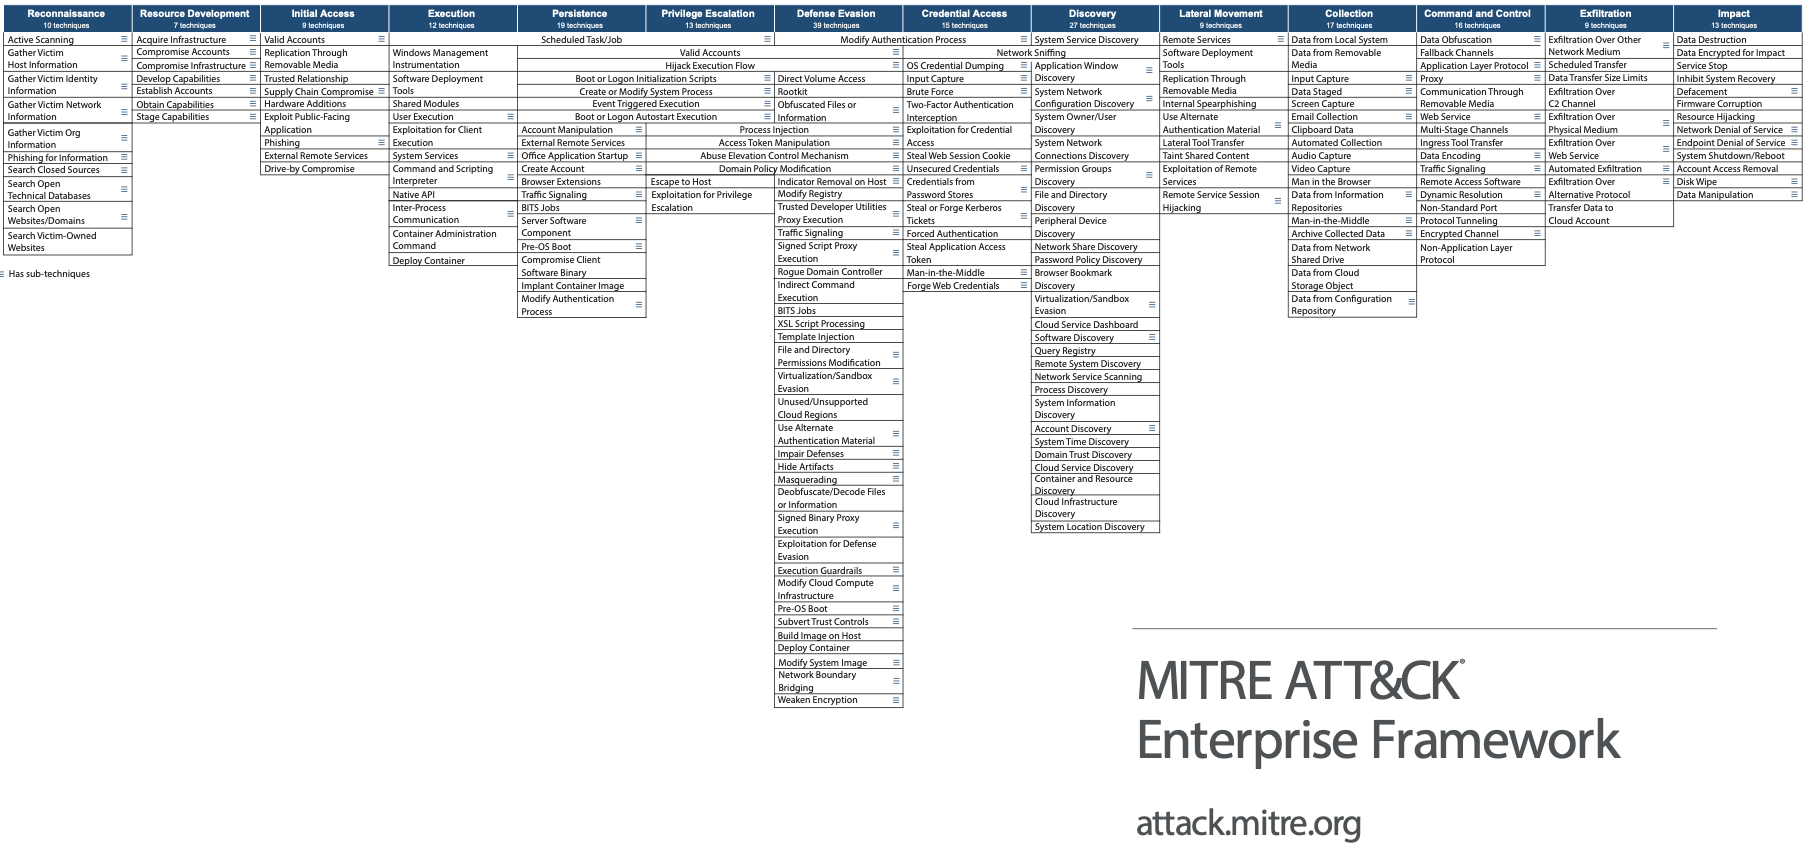 Reconnaissance
10 techniques
Active Scanning
Gather Victim
Host Information
Gather Victim Identity
Information
Gather Victim Network
Information
Gather Victim Org
Information
Phishing for Information
Search Closed Sources
Search Open
Technical Databases
Search Open
Websites/Domains
Search Victim-Owned
Websites
Has sub-techniques
Resource Development
7 techniques
Acquire Infrastructure
Compromise Accounts
Compromise Infrastructure
Develop Capabilities
Establish Accounts
Obtain Capabilities
Stage Capabilities
Initial Access
9 techniques
Valid Accounts
Replication Through
Removable Media
Trusted Relationship
Supply Chain Compromise
Hardware Additions
Exploit Public-Facing
Application
Phishing
External Remote Services
Drive-by Compromise
Execution
12 techniques
Scheduled Task/Job
Windows Management
Instrumentation
Software Deployment
Tools
Shared Modules
User Execution
Exploitation for Client
Execution
System Services
Command and Scripting
Interpreter
Native API
Inter-Process
Communication
Container Administration
Command
Deploy Container
Persistence
19 techniques
Valid Accounts
Hijack Execution Flow
Boot or Logon Initialization Scripts
Create or Modify System Process
Event Triggered Execution
Boot or Logon Autostart Execution
Account Manipulation
External Remote Services
Office Application Startup
Create Account
Browser Extensions
Traffic Signaling
BITS Jobs
Server Software
Component
Pre-OS Boot
Compromise Client
Software Binary
Implant Container Image
Modify Authentication
Process
Privilege Escalation
13 techniques
Process Injection
Access Token Manipulation
Abuse Elevation Control Mechanism
Domain Policy Modification
Escape to Host
Exploitation for Privilege
Escalation
Defense Evasion
39 techniques
Modify Authentication Process
Direct Volume Access
Rootkit
Obfuscated Files or
Information
Indicator Removal on Host
Modify Registry
Trusted Developer Utilities
Proxy Execution
Traffic Signaling
Signed Script Proxy
Execution
Rogue Domain Controller
Indirect Command
Execution
BITS Jobs
XSL Script Processing
Template Injection
File and Directory
Permissions Modification
Virtualization/Sandbox
Evasion
Unused/Unsupported
Cloud Regions
Use Alternate
Authentication Material
Impair Defenses
Hide Artifacts
Masquerading
Deobfuscate/Decode Files
or Information
Signed Binary Proxy
Execution
Exploitation for Defense
Evasion
Execution Guardrails
Modify Cloud Compute
Infrastructure
Pre-OS Boot
Subvert Trust Controls
Build Image on Host
Deploy Container
Modify System Image
Network Boundary
Bridging
Weaken Encryption
Credential Access
15 techniques
Network Sniffing
OS Credential Dumping
Input Capture
Brute Force
Two-Factor Authentication
Interception
Exploitation for Credential
Access
Steal Web Session Cookie
Unsecured Credentials
Credentials from
Password Stores
Steal or Forge Kerberos
Tickets
Forced Authentication
Steal Application Access
Token
Man-in-the-Middle
Forge Web Credentials
Discovery
27 techniques
System Service Discovery
Application Window
Discovery
System Network
Configuration Discovery
System Owner/User
Discovery
System Network
Connections Discovery
Permission Groups
Discovery
File and Directory
Discovery
Peripheral Device
Discovery
Network Share Discovery
Password Policy Discovery
Browser Bookmark
Discovery
Virtualization/Sandbox
Evasion
Cloud Service Dashboard
Software Discovery
Query Registry
Remote System Discovery
Network Service Scanning
Process Discovery
System Information
Discovery
Account Discovery
System Time Discovery
Domain Trust Discovery
Cloud Service Discovery
Container and Resource
Discovery
Cloud Infrastructure
Discovery
System Location Discovery
Lateral Movement
9 techniques
Remote Services
Software Deployment
Tools
Replication Through
Removable Media
Internal Spearphishing
Use Alternate
Authentication Material
Lateral Tool Transfer
Taint Shared Content
Exploitation of Remote
Services
Remote Service Session
Hijacking
Collection
17 techniques
Data from Local System
Data from Removable
Media
Input Capture
Data Staged
Screen Capture
Email Collection
Clipboard Data
Automated Collection
Audio Capture
Video Capture
Man in the Browser
Data from Information
Repositories
Man-in-the-Middle
Archive Collected Data
Data from Network
Shared Drive
Data from Cloud
Storage Object
Data from Configuration
Repository
Command and Control
16 techniques
Data Obfuscation
Fallback Channels
Application Layer Protocol
Proxy
Communication Through
Removable Media
Web Service
Multi-Stage Channels
Ingress Tool Transfer
Data Encoding
Traffic Signaling
Remote Access Software
Dynamic Resolution
Non-Standard Port
Protocol Tunneling
Encrypted Channel
Non-Application Layer
Protocol
Exfiltration
9 techniques
Exfiltration Over Other
Network Medium
Scheduled Transfer
Data Transfer Size Limits
Exfiltration Over
C2 Channel
Exfiltration Over
Physical Medium
Exfiltration Over
Web Service
Automated Exfiltration
Exfiltration Over
Alternative Protocol
Transfer Data to
Cloud Account
Impact
13 techniques
Data Destruction
Data Encrypted for Impact
Service Stop
Inhibit System Recovery
Defacement
Firmware Corruption
Resource Hijacking
Network Denial of Service
Endpoint Denial of Service
System Shutdown/Reboot
Account Access Removal
Disk Wipe
Data Manipulation
MITRE ATT&CK®
Enterprise Framework
attack.mitre.org